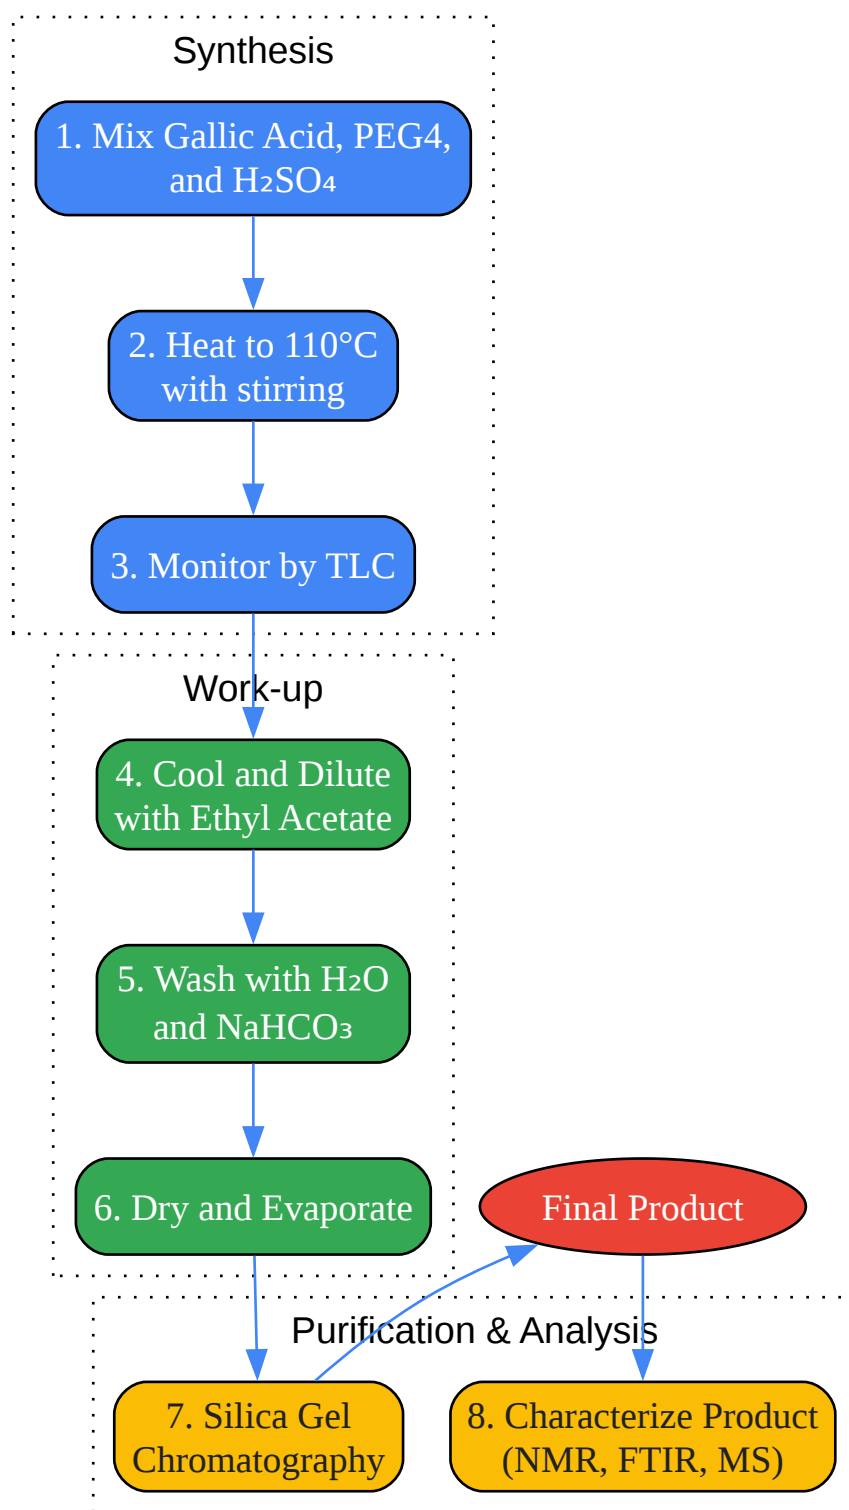 Synthesis
1. Mix Gallic Acid, PEG4,
and H₂SO₄
2. Heat to 110°C
with stirring
3. Monitor by TLC
Work-up
4. Cool and Dilute
with Ethyl Acetate
5. Wash with H₂O
and NaHCO₃
6. Dry and Evaporate
Final Product
Purification & Analysis
7. Silica Gel
Chromatography
8. Characterize Product
(NMR, FTIR, MS)